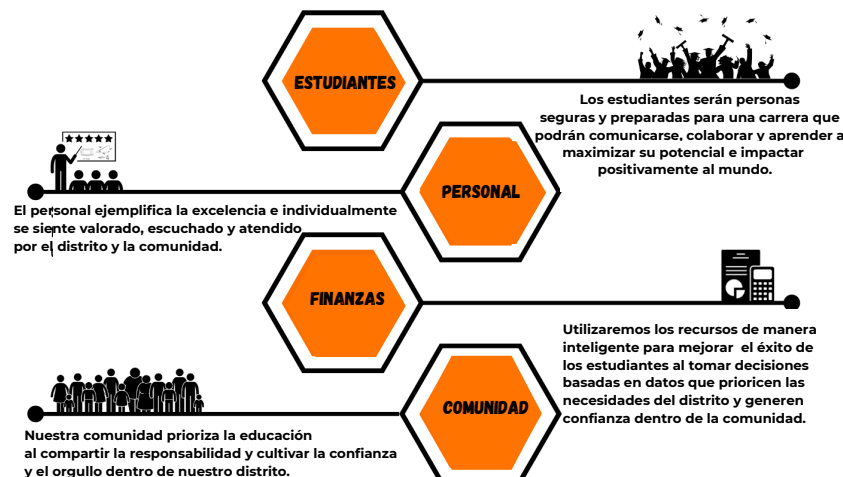 ESTUDIANTES
Los estudiantes serán personas
seguras y preparadas para una carrera que
podrán comunicarse, colaborar y aprender a
maximizar su potencial e impactar
positivamente al mundo.
PERSONAL
El personal ejemplifica la excelencia e individualmente
se siente valorado, escuchado y atendido
por el distrito y la comunidad.
FINANZAS
Utilizaremos los recursos de manera
inteligente para mejorar el éxito de
los estudiantes al tomar decisiones
basadas en datos que prioricen las
necesidades del distrito y generen
confianza dentro de la comunidad.
COMUNIDAD
Nuestra comunidad prioriza la educación
al compartir la responsabilidad y cultivar la confianza
y el orgullo dentro de nuestro distrito.